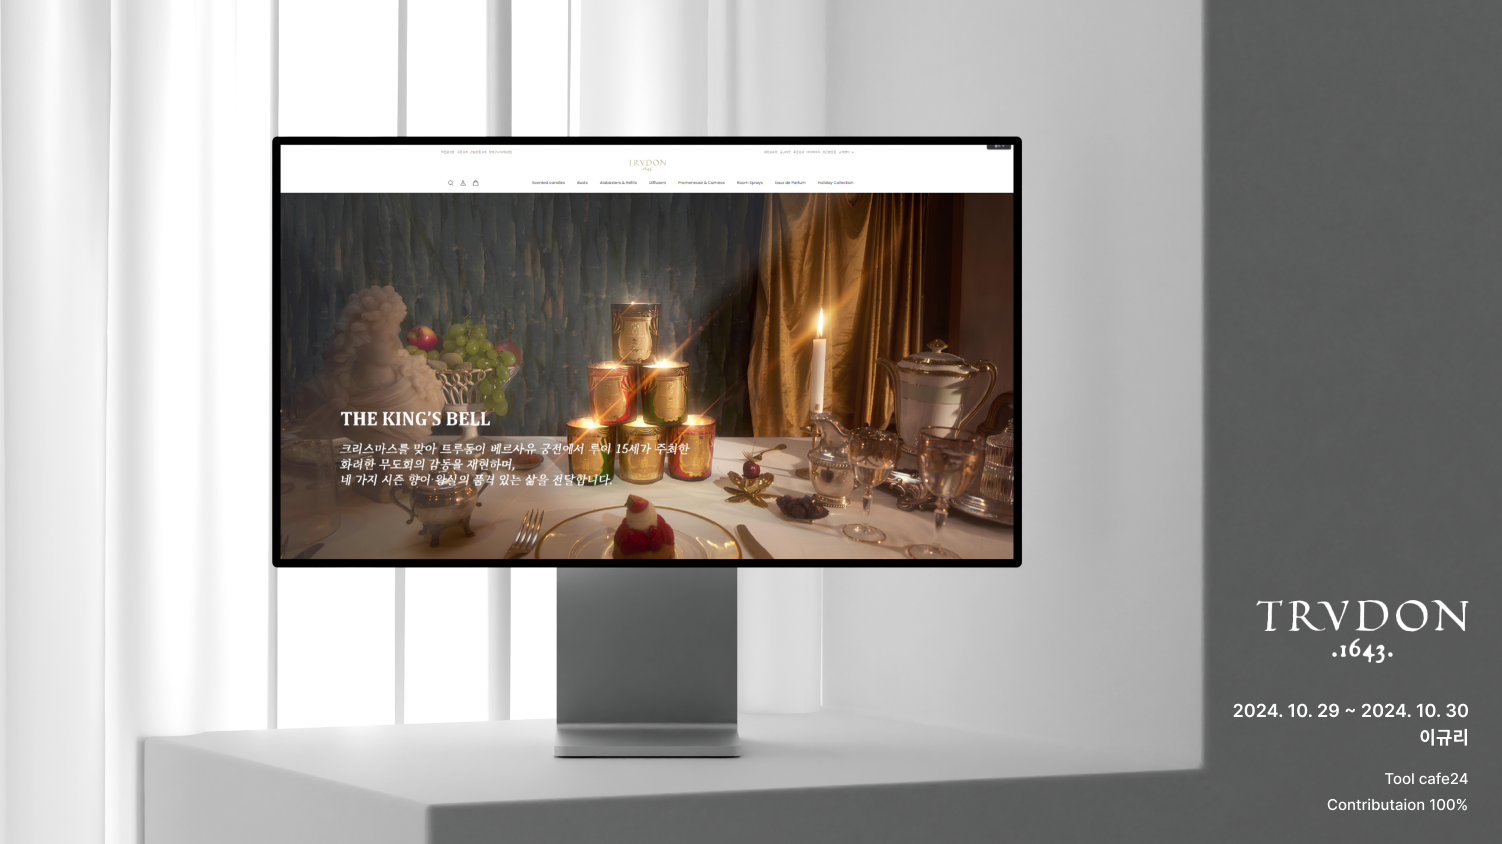 TRVDON
.1643.
Scented candles Busts Alabasters & Refills Diffusers Promeneuse & Cameos Room Sprays Eaux de Parfum Holiday Collection
THE KING'S BELL
크리스마스를 맞아 트루동이 베르사유 궁전에서 루이 15세가 주최한
화려한 무도회의 감동을 재현하며,
네 가지 시즌 향이 왕실의 품격 있는 삶을 전달합니다.
TRVDON
.1643.
2024. 10. 29 ~ 2024. 10. 30
이규리
Tool cafe24
Contributaion 100%